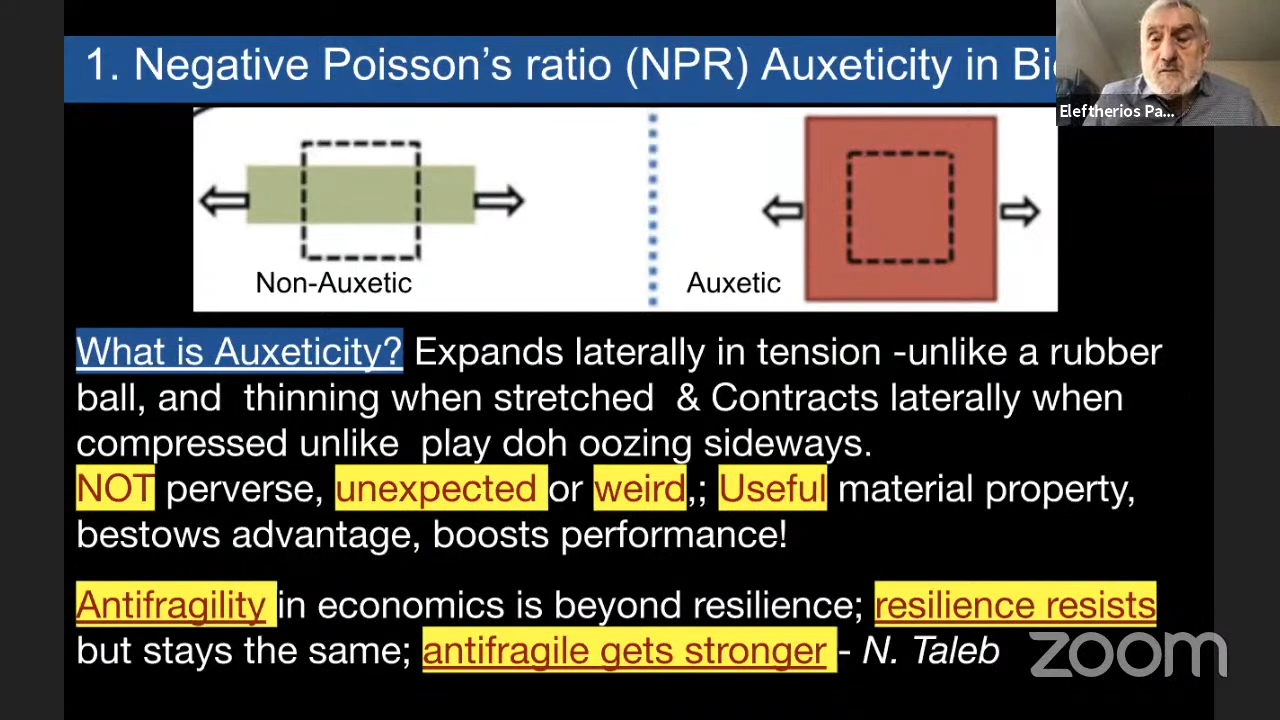 1. Negative Poisson's ratio (NPR) Auxeticity in
Eleftherios Pa...
Non-Auxetic
Auxetic
What is Auxeticity? Expands laterally in tension -unlike a rubber
ball, and thinning when stretched & Contracts laterally when
compressed unlike play doh oozing sideways.
NOT perverse, unexpected or weird,; Useful material property,
bestows advantage, boosts performance!
Antifragility in economics is beyond resilience; resilience resists
but stays the same; antifragile gets stronger - N. Taleb
zoom